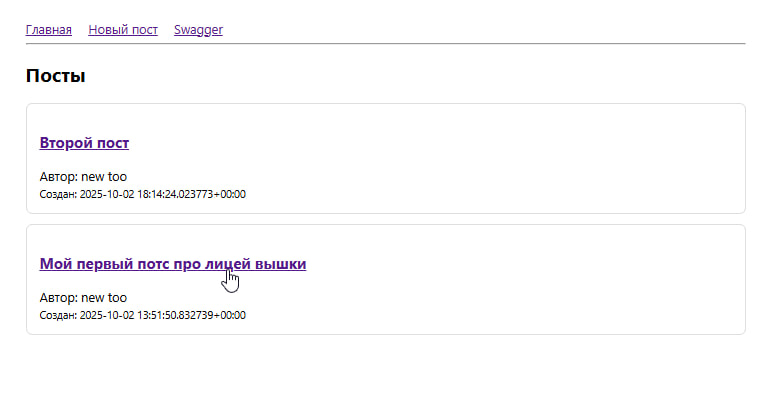 Главная Новый пост Swagger
Посты
Второй пост
Автор: new too
Создан: 2025-10-02 18:14:24.023773+00:00
Мой первый потс про лицей вышки
Автор: new too
Создан: 2025-10-02 13:51:50.832739+00:00